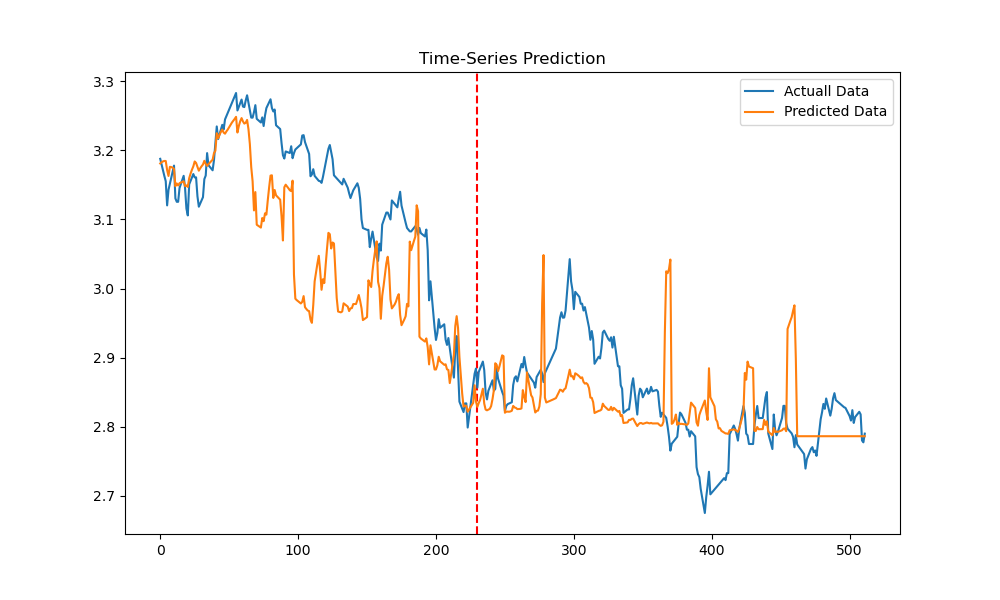 Time-Series Prediction
Actuall Data
Predicted Data
3.3
3.2
3.1
3.0
2.9
2.8
2.7
0 100 200 300 400 500